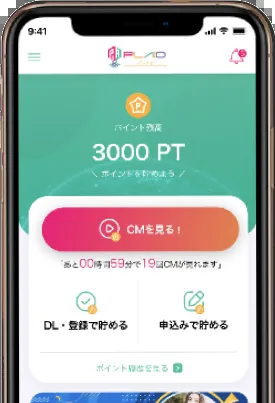 9:41
PLAID
ポイント残高
3000 PT
＼ ポイントを貯めよう ／
CMを見る！
「あと00時間59分で19回CMが見れます」
DL・登録で貯める
申込みで貯める
ポイント履歴を見る